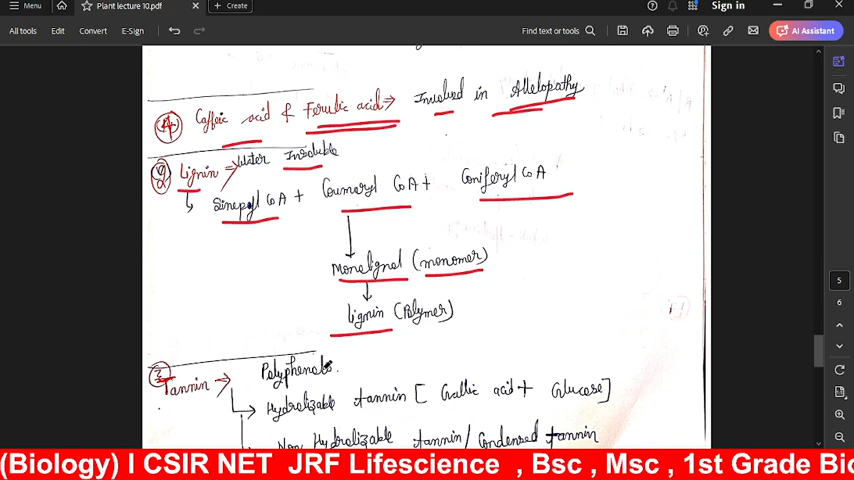 Menu
Plant lecture 10.pdf
+ Create
Sign in
All tools Edit Convert E-Sign
Find text or tools
AI Assistant
④ Caffeic acid & Ferulic acid ⇒ Involved in Allelopathy
Lignin ⇒ Water Insoluble
Sinepyl CoA + Coumaryl CoA + Coniferyl CoA
Monolignol (monomer)
Lignin (Polymer)
Tannin ⇒ Polyphenols.
Hydrolizable tannin [Gallic acid + Glucose]
Non Hydrolizable tannin / Condensed tannin
5
6
(Biology) l CSIR NET JRF Lifescience , Bsc , Msc , 1st Grade Bio